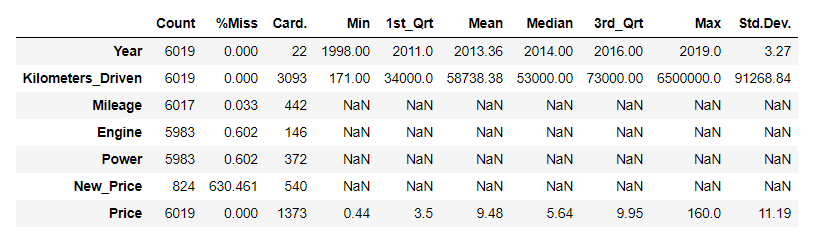 Count %Miss Card. Min 1st_Qrt Mean Median 3rd_Qrt Max Std.Dev.
Year 6019 0.000 22 1998.00 2011.0 2013.36 2014.00 2016.00 2019.0 3.27
Kilometers_Driven 6019 0.000 3093 171.00 34000.0 58738.38 53000.00 73000.00 6500000.0 91268.84
Mileage 6017 0.033 442 NaN NaN NaN NaN NaN NaN NaN
Engine 5983 0.602 146 NaN NaN NaN NaN NaN NaN NaN
Power 5983 0.602 372 NaN NaN NaN NaN NaN NaN NaN
New_Price 824 630.461 540 NaN NaN NaN NaN NaN NaN NaN
Price 6019 0.000 1373 0.44 3.5 9.48 5.64 9.95 160.0 11.19